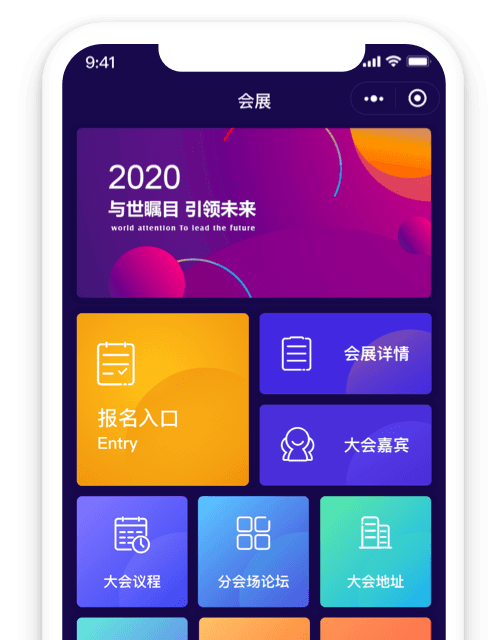 9:41
会展
2020
与世瞩目 引领未来
world attention To lead the future
报名入口
Entry
会展详情
大会嘉宾
大会议程
分会场论坛
大会地址